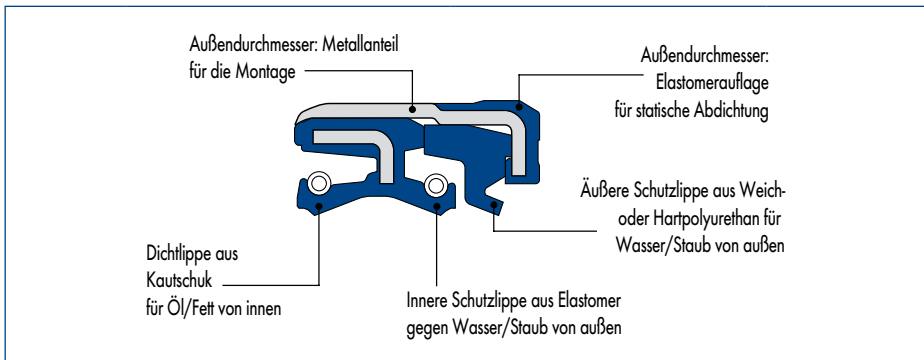 Außendurchmesser: Metallanteil
für die Montage
Außendurchmesser:
Elastomerauflage
für statische Abdichtung
Äußere Schutzlippe aus Weich-
oder Hartpolyurethan für
Wasser/Staub von außen
Dichtlippe aus
Kautschuk
für Öl/Fett von innen
Innere Schutzlippe aus Elastomer
gegen Wasser/Staub von außen